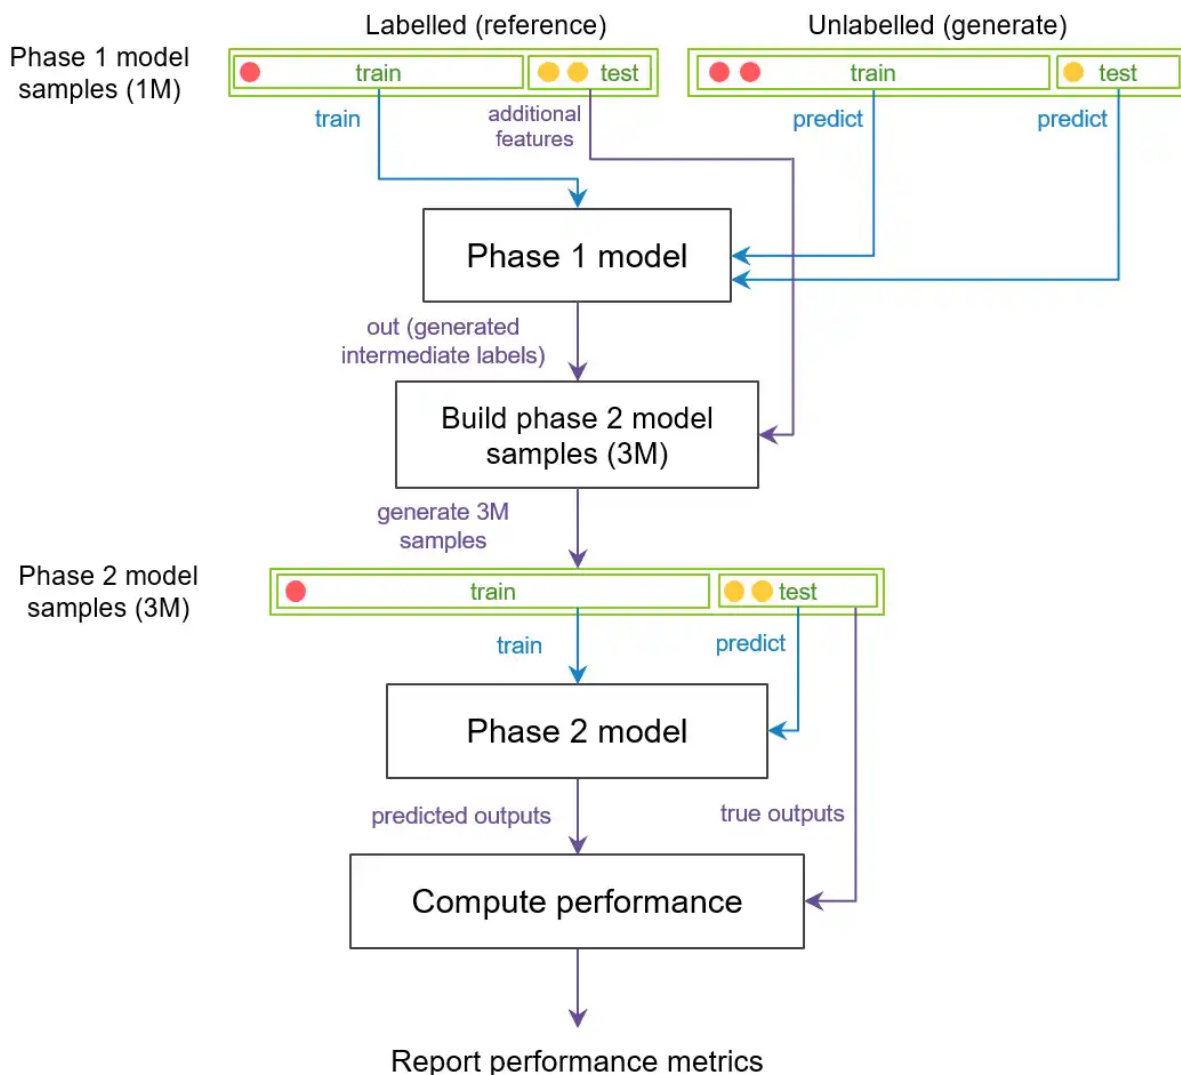 Labelled (reference)
Unlabelled (generate)
Phase 1 model
samples (1M)
train
test
train
test
train
additional
features
predict
predict
Phase 1 model
out (generated
intermediate labels)
Build phase 2 model
samples (3M)
generate 3M
samples
Phase 2 model
samples (3M)
train
test
train
predict
Phase 2 model
predicted outputs
true outputs
Compute performance
Report performance metrics